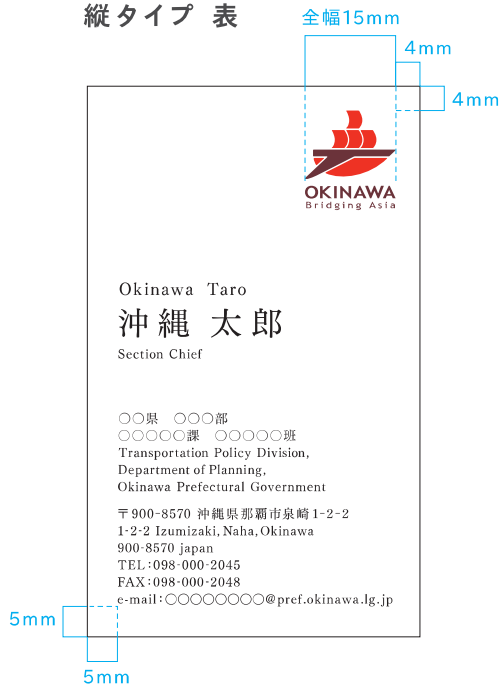 縦タイプ 表
全幅15mm
4mm
4mm
OKINAWA
Bridging Asia
Okinawa Taro
沖縄 太郎
Section Chief
○○県 ○○○部
○○○○○課 ○○○○○班
Transportation Policy Division,
Department of Planning,
Okinawa Prefectural Government
〒900-8570 沖縄県那覇市泉崎1-2-2
1-2-2 Izumizaki, Naha, Okinawa
900-8570 japan
TEL:098-000-2045
FAX:098-000-2048
e-mail:○○○○○○○○@pref.okinawa.lg.jp
5mm
5mm